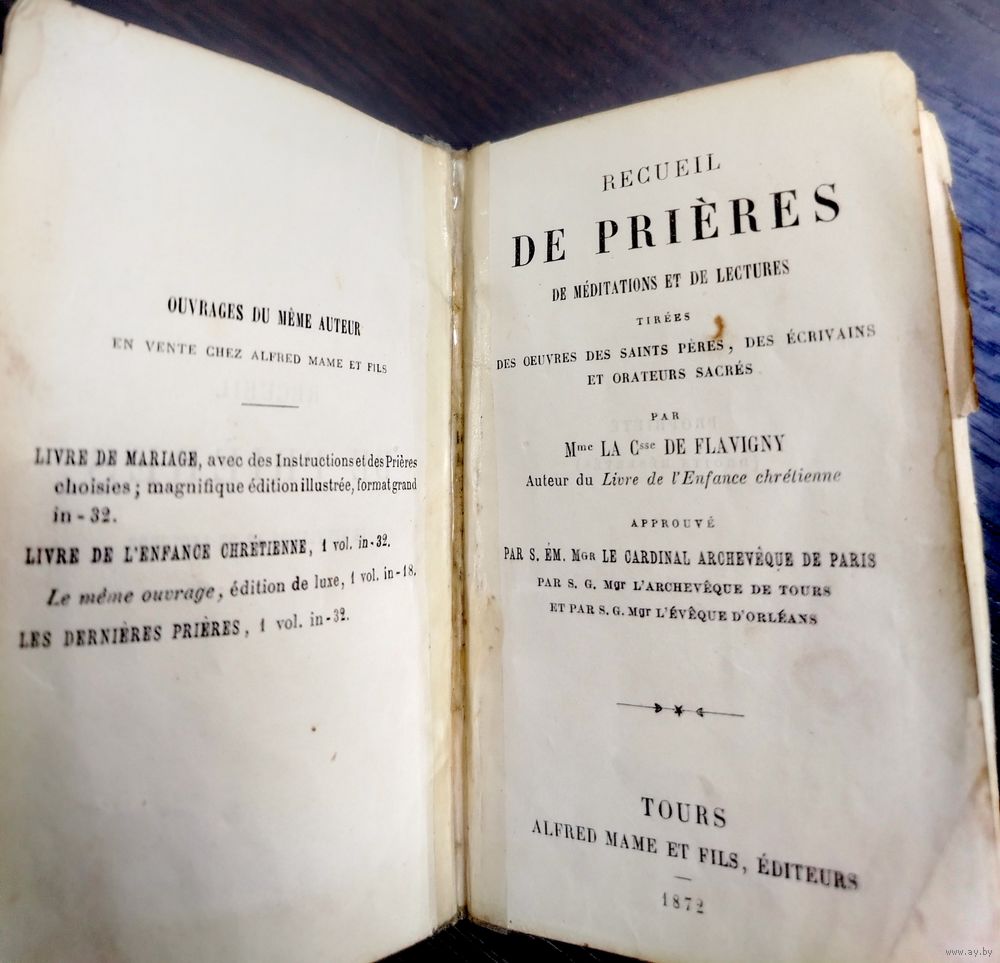 OUVRAGES DU MÊME AUTEUR
EN VENTE CHEZ ALFRED MAME ET FILS
LIVRE DE MARIAGE, avec des Instructions et des Prières
choisies ; magnifique édition illustrée, format grand
in-32.
LIVRE DE L'ENFANCE CHRÉTIENNE, 1 vol. in-32.
Le même ouvrage, édition de luxe, 1 vol. in-18.
LES DERNIÈRES PRIÈRES, 1 vol. in-32.
RECUEIL
DE PRIÈRES
DE MÉDITATIONS ET DE LECTURES
TIRÉES
DES OEUVRES DES SAINTS PÈRES, DES ÉCRIVAINS
ET ORATEURS SACRÉS
PAR
Mme LA Csse DE FLAVIGNY
Auteur du Livre de l'Enfance chrétienne
APPROUVÉ
PAR S. ÉM. Mgr LE CARDINAL ARCHEVÊQUE DE PARIS
PAR S. G. Mgr L'ARCHEVÊQUE DE TOURS
ET PAR S. G. Mgr L'ÉVÊQUE D'ORLÉANS
TOURS
ALFRED MAME ET FILS, ÉDITEURS
1872
www.ay.by